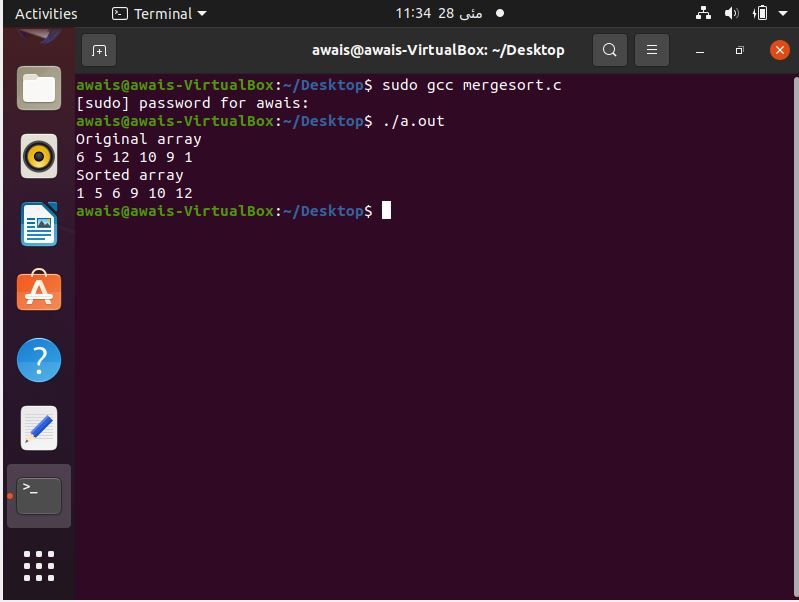 Activities
Terminal
11:34 28 مئی
awais@awais-VirtualBox: ~/Desktop
awais@awais-VirtualBox:~/Desktop$ sudo gcc mergesort.c
[sudo] password for awais:
awais@awais-VirtualBox:~/Desktop$ ./a.out
Original array
6 5 12 10 9 1
Sorted array
1 5 6 9 10 12
awais@awais-VirtualBox:~/Desktop$